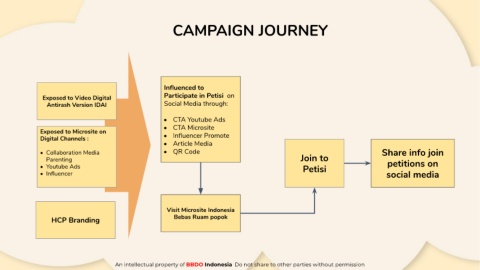 CAMPAIGN JOURNEY
Exposed to Video Digital
Antirash Version IDAI
Exposed to Microsite on
Digital Channels :
• Collaboration Media
Parenting
• Youtube Ads
• Influencer
HCP Branding
Influenced to
Participate in Petisi on
Social Media through:
• CTA Youtube Ads
• CTA Microsite
• Influencer Promote
• Article Media
• QR Code
Visit Microsite Indonesia
Bebas Ruam popok
Join to
Petisi
Share info join
petitions on
social media
An intellectual property of BBDO Indonesia Do not share to other parties without permission